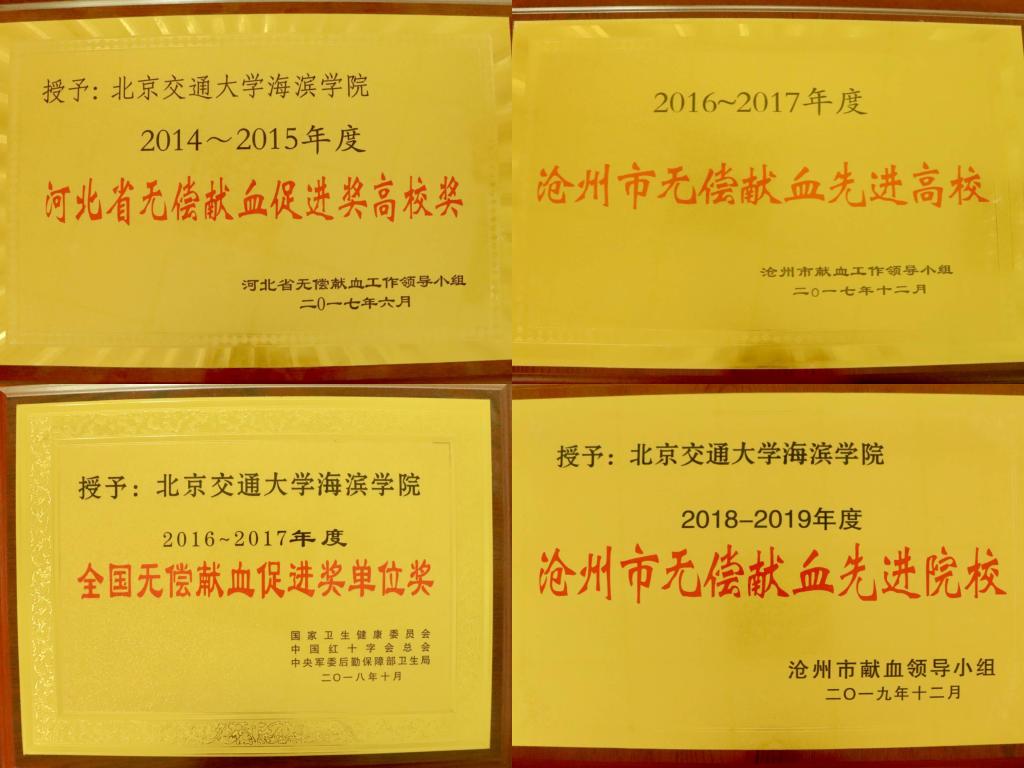 授予：北京交通大学海滨学院
2014～2015年度
河北省无偿献血促进奖高校奖
河北省无偿献血工作领导小组
二〇一七年六月
2016~2017年度
沧州市无偿献血先进高校
沧州市献血工作领导小组
二〇一七年十二月
授予：北京交通大学海滨学院
2016~2017年度
全国无偿献血促进奖单位奖
国家卫生健康委员会
中国红十字会总会
中央军委后勤保障部卫生局
二〇一八年十月
授予：北京交通大学海滨学院
2018-2019年度
沧州市无偿献血先进院校
沧州市献血领导小组
二〇一九年十二月